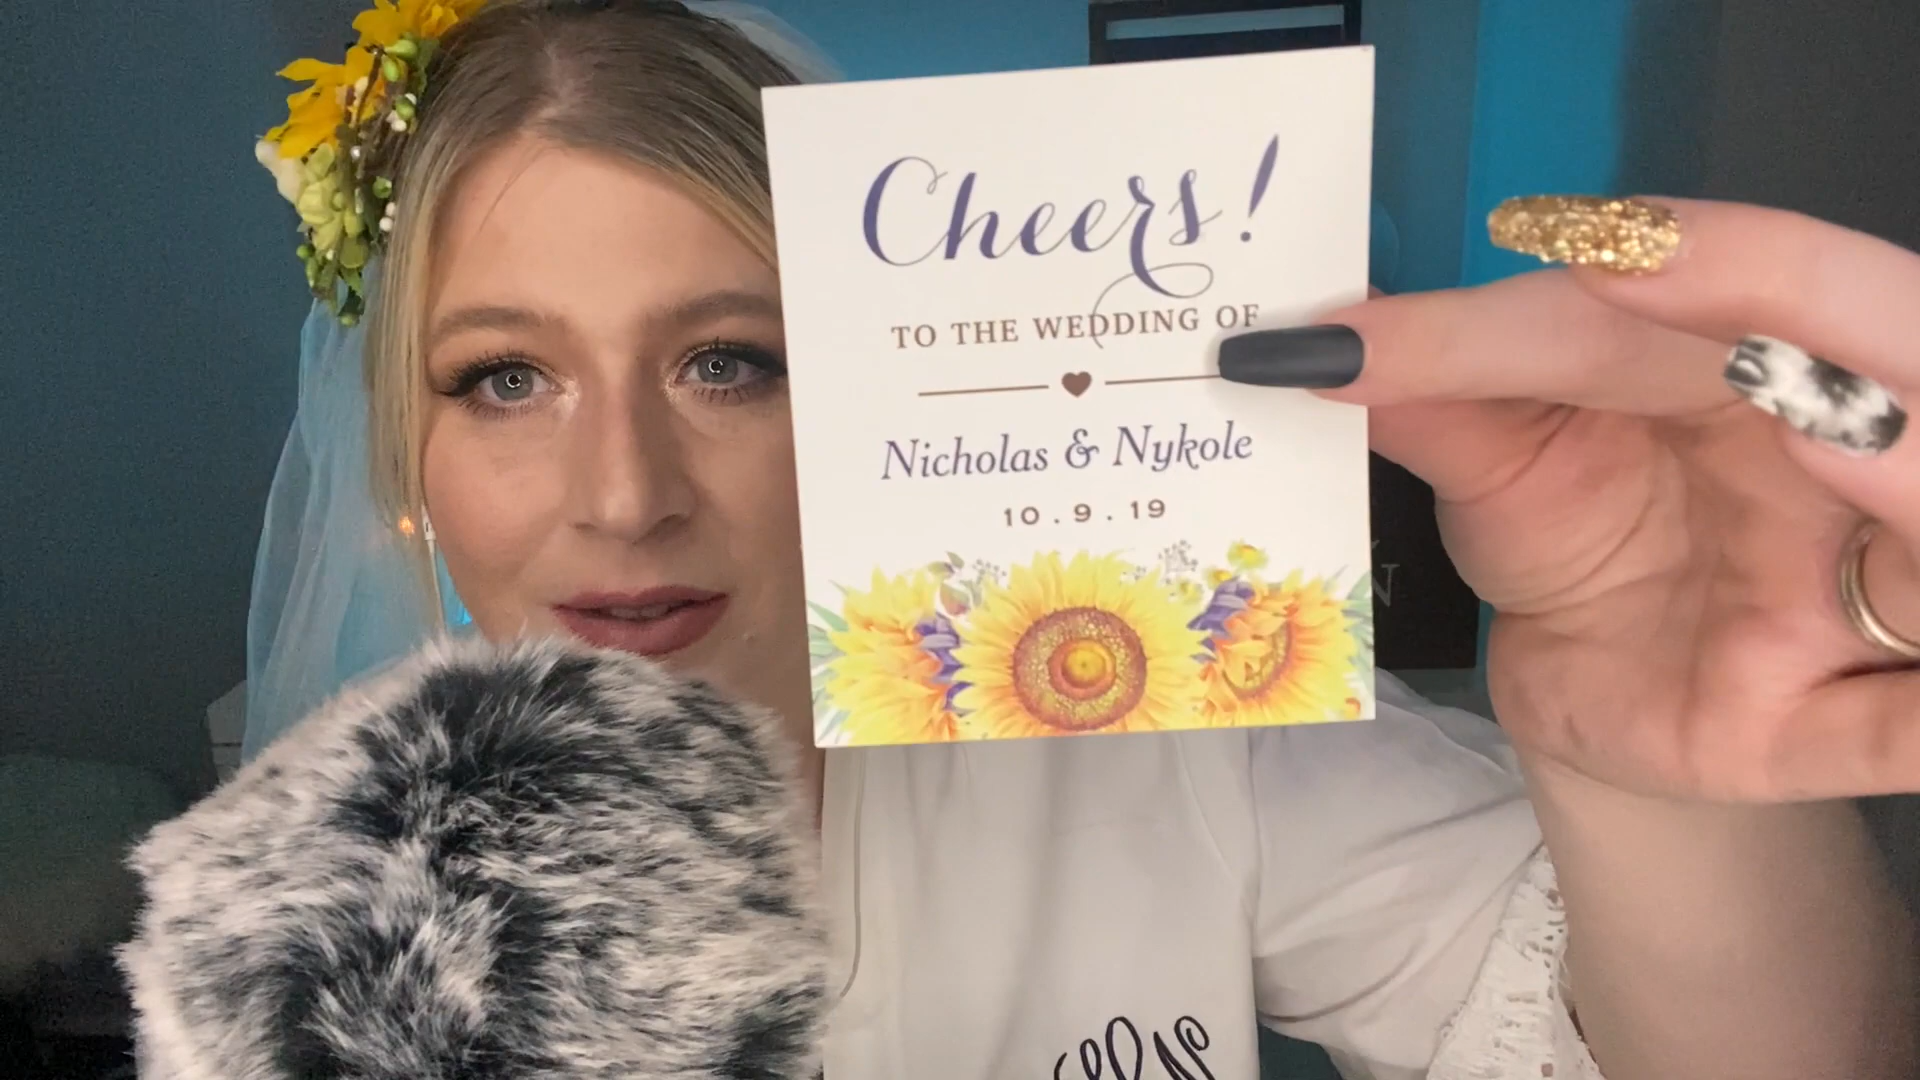 Cheers!
TO THE WEDDING OF
Nicholas & Nykole
10.9.19